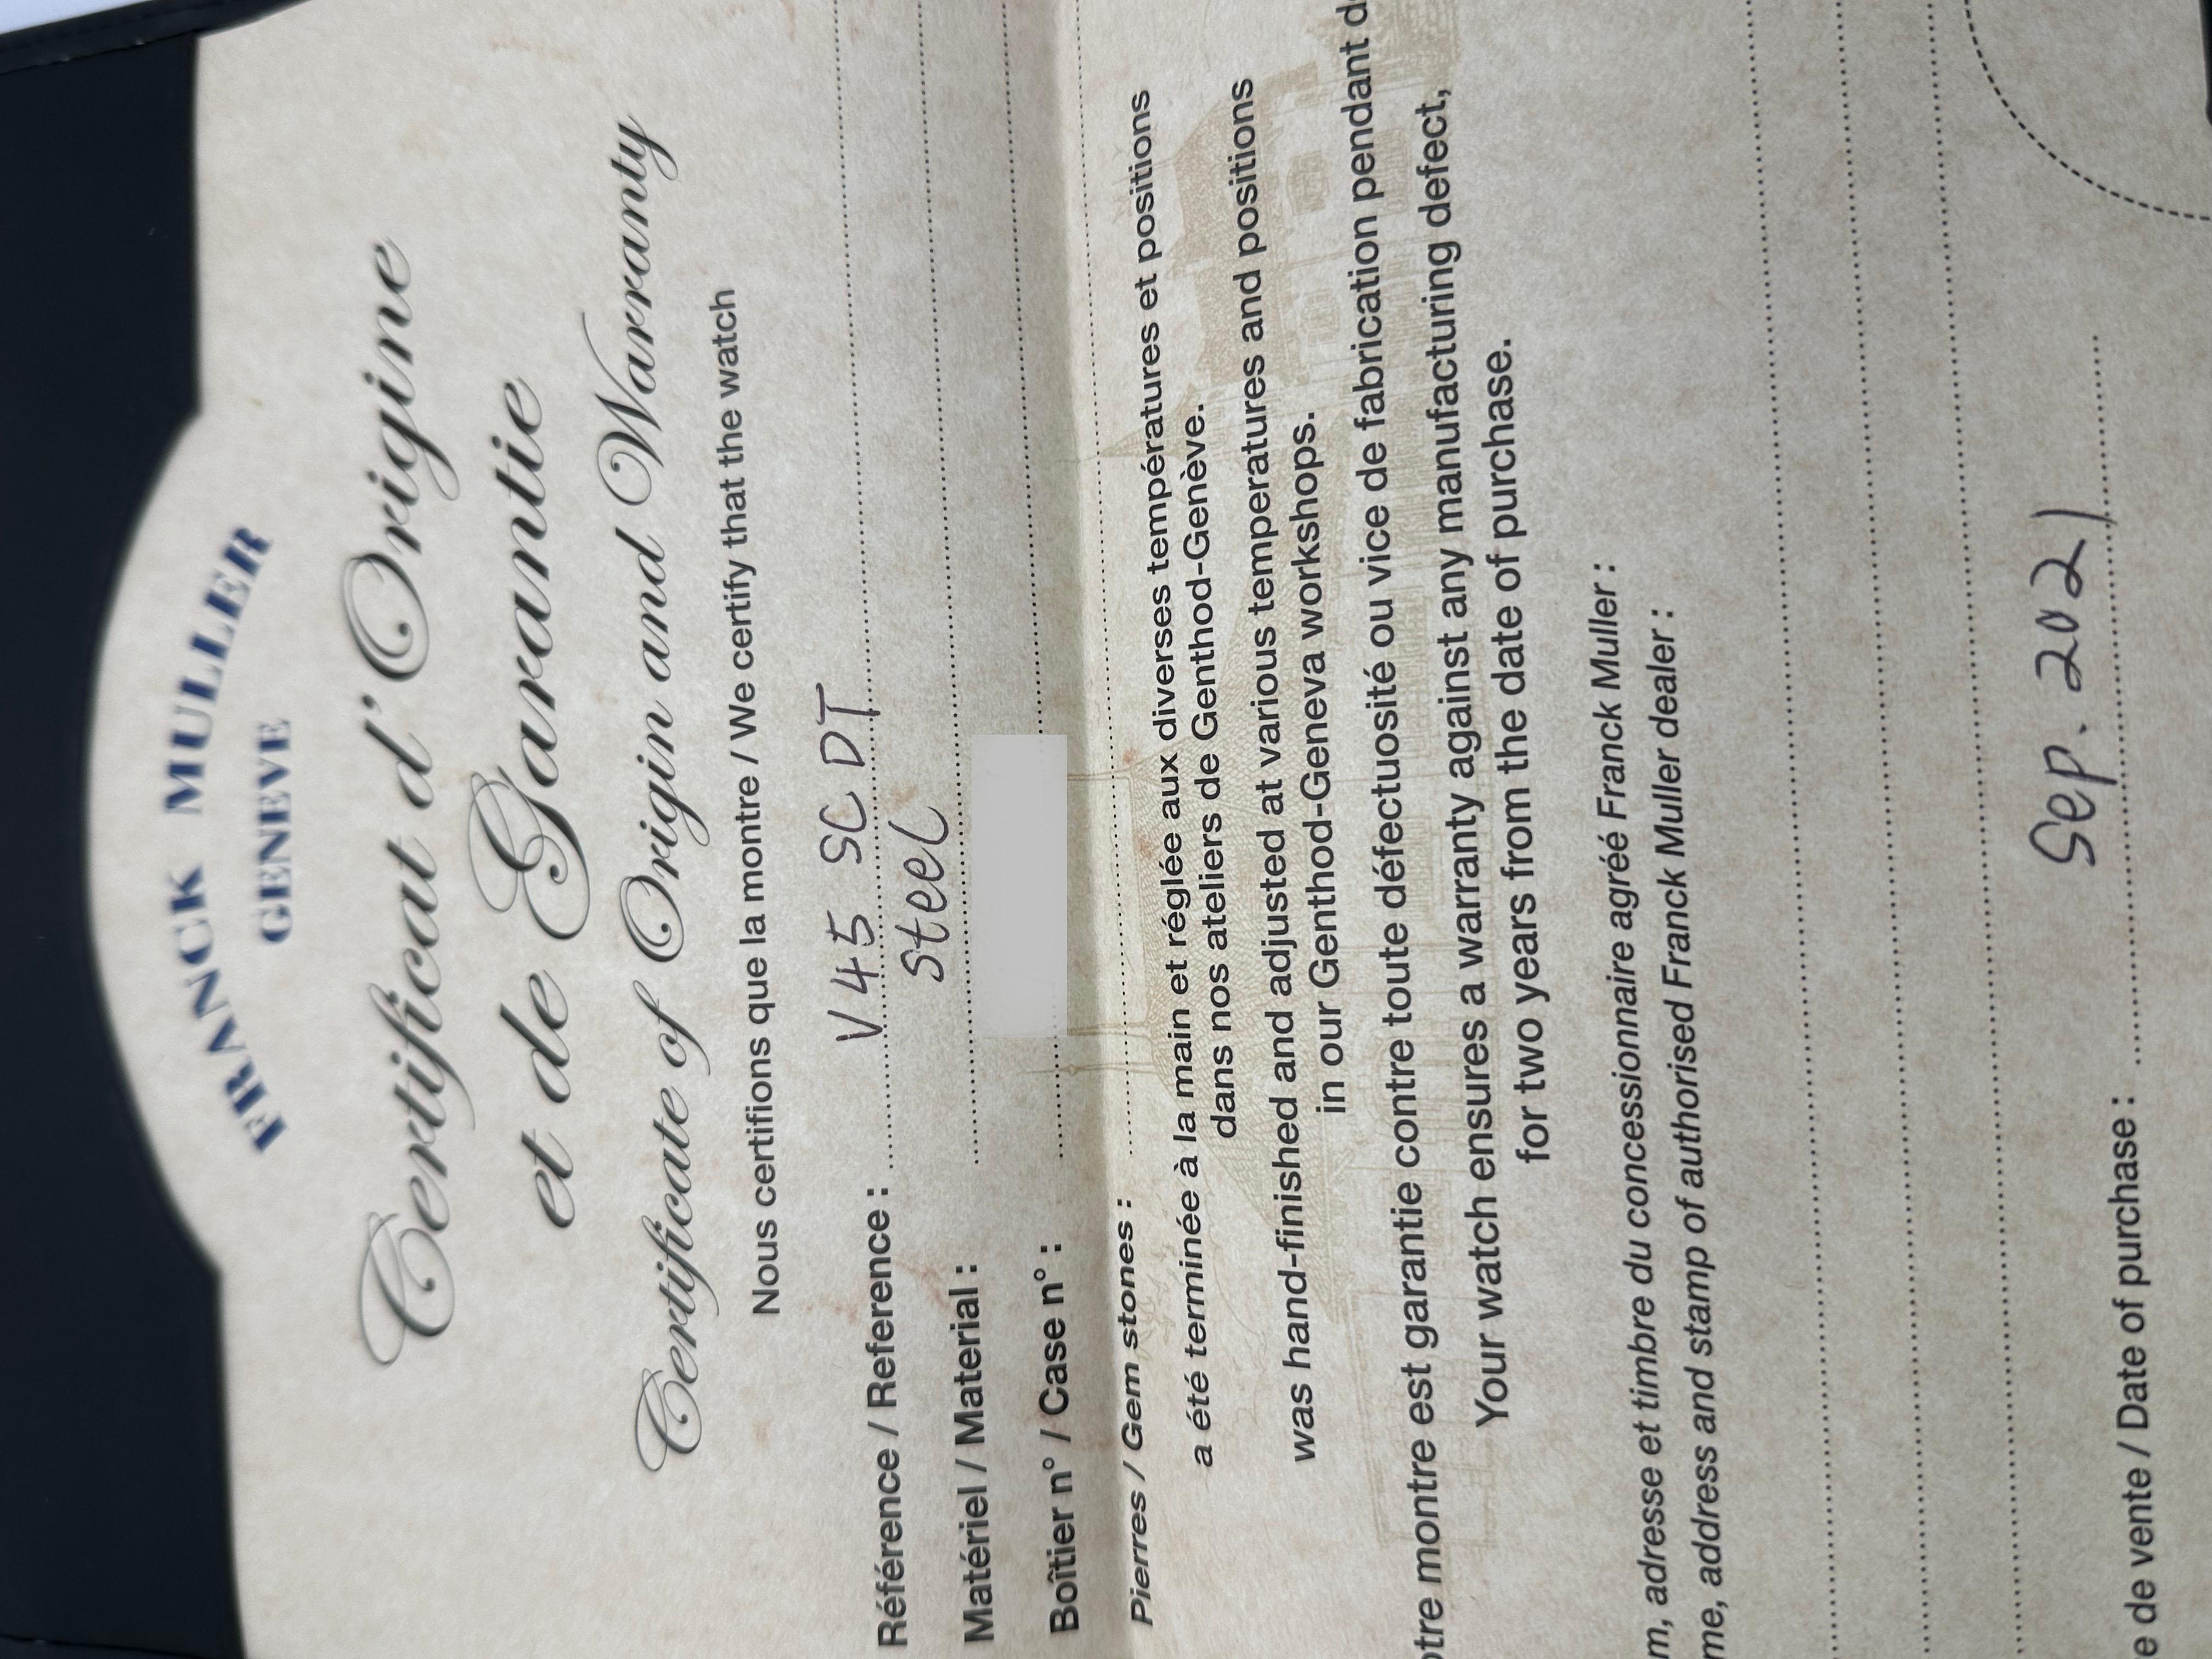 FRANCK MULLER
GENEVE
Certificat d'Origine
et de Garantie
Certificate of Origin and Warranty
Nous certifions que la montre / We certify that the watch
Référence / Reference : V 45 SC DT
Matériel / Material : Steel
Boîtier n° / Case n° :
Pierres / Gem stones :
a été terminée à la main et réglée aux diverses températures et positions
dans nos ateliers de Genthod-Genève.
was hand-finished and adjusted at various temperatures and positions
in our Genthod-Geneva workshops.
otre montre est garantie contre toute défectuosité ou vice de fabrication pendant d
Your watch ensures a warranty against any manufacturing defect,
for two years from the date of purchase.
m, adresse et timbre du concessionnaire agréé Franck Muller :
me, address and stamp of authorised Franck Muller dealer :
e de vente / Date of purchase : Sep. 2021